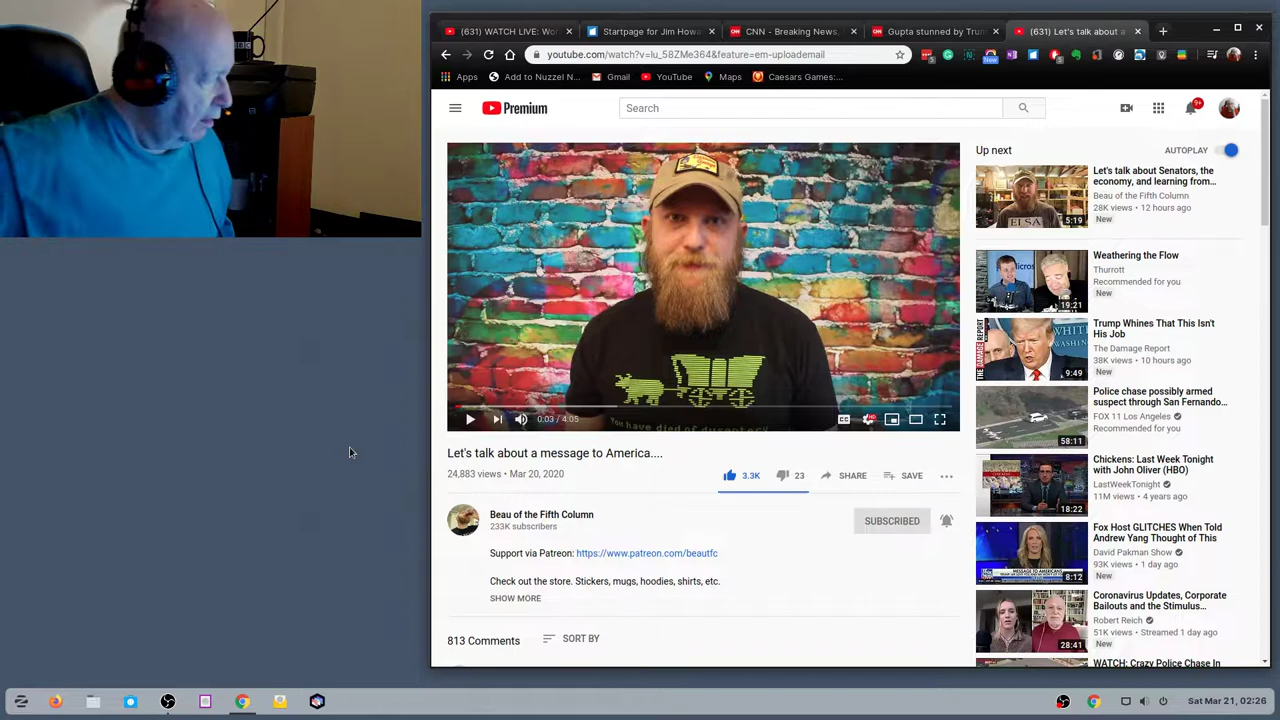 (631) WATCH LIVE: Wo
Startpage for Jim Howa
CNN - Breaking News,
Gupta stunned by Trum
(631) Let's talk about a
youtube.com/watch?v=lu_58ZMe364&feature=em-uploademail
Apps
Add to Nuzzel N...
Gmail
YouTube
Maps
Caesars Games:...
Premium
Search
9+
Up next
AUTOPLAY
Let's talk about Senators, the
economy, and learning from...
Beau of the Fifth Column
28K views • 12 hours ago
New
5:19
Weathering the Flow
Thurrott
Recommended for you
New
19:21
Trump Whines That This Isn't
His Job
The Damage Report
38K views • 10 hours ago
New
9:49
Police chase possibly armed
suspect through San Fernando...
FOX 11 Los Angeles
Recommended for you
58:11
Chickens: Last Week Tonight
with John Oliver (HBO)
LastWeekTonight
11M views • 4 years ago
18:22
Fox Host GLITCHES When Told
Andrew Yang Thought of This
David Pakman Show
93K views • 1 day ago
New
8:12
Coronavirus Updates, Corporate
Bailouts and the Stimulus...
Robert Reich
51K views • Streamed 1 day ago
New
28:41
WATCH: Crazy Police Chase In
You have died of dysentery
0:03 / 4:05
Let's talk about a message to America....
24,883 views • Mar 20, 2020
3.3K
23
SHARE
SAVE
Beau of the Fifth Column
233K subscribers
SUBSCRIBED
Support via Patreon: https://www.patreon.com/beautfc
Check out the store. Stickers, mugs, hoodies, shirts, etc.
SHOW MORE
813 Comments
SORT BY
Sat Mar 21, 02:26